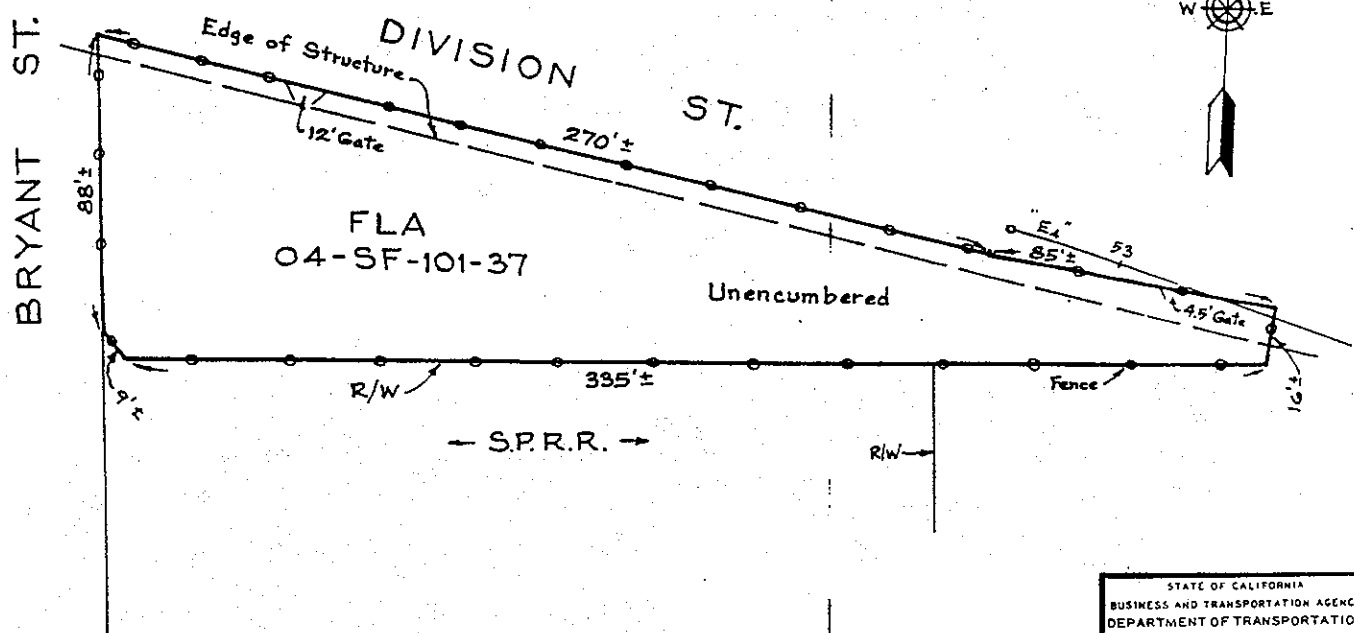 W E
BRYANT ST.
DIVISION ST.
Edge of Structure
12' Gate
270'±
88'±
FLA
04-SF-101-37
"E4"
53
85'±
Unencumbered
4.5' Gate
16'±
9'±
R/W
335'±
Fence
← S.P.R.R. →
R/W
STATE OF CALIFORNIA
BUSINESS AND TRANSPORTATION AGENC
DEPARTMENT OF TRANSPORTATIO